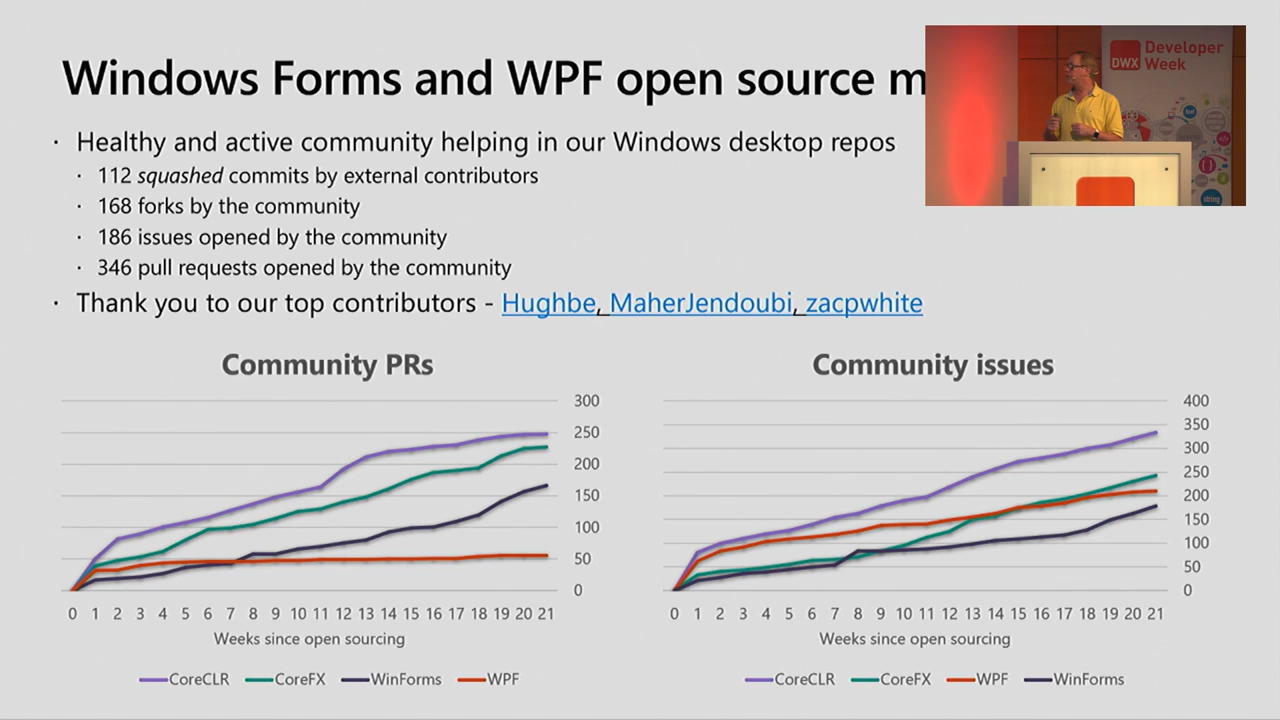 Windows Forms and WPF open source m
DWX Developer
Week
· Healthy and active community helping in our Windows desktop repos
· 112 squashed commits by external contributors
· 168 forks by the community
· 186 issues opened by the community
· 346 pull requests opened by the community
· Thank you to our top contributors - Hughbe, MaherJendoubi, zacpwhite
string
Community PRs
300
250
200
150
100
50
0
0 1 2 3 4 5 6 7 8 9 10 11 12 13 14 15 16 17 18 19 20 21
Weeks since open sourcing
CoreCLR CoreFX WinForms WPF
Community issues
400
350
300
250
200
150
100
50
0
0 1 2 3 4 5 6 7 8 9 10 11 12 13 14 15 16 17 18 19 20 21
Weeks since open sourcing
CoreCLR CoreFX WPF WinForms